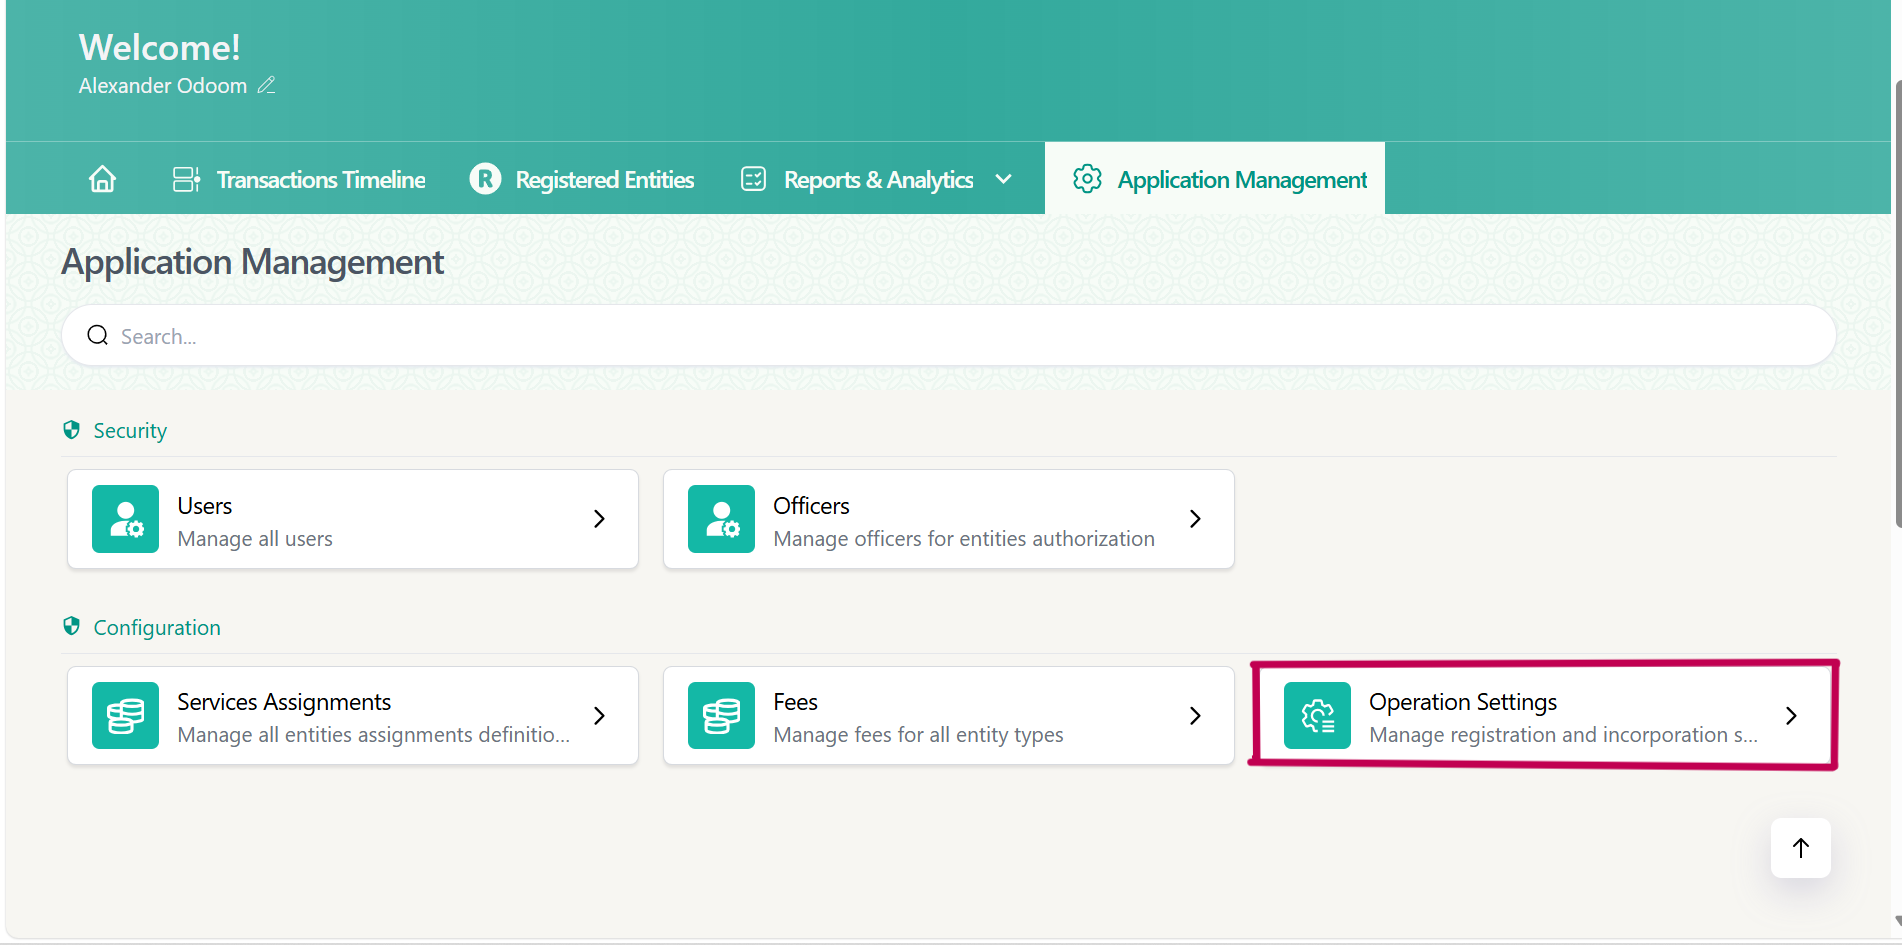 Welcome!
Alexander Odoom
Transactions Timeline
R
Registered Entities
Reports & Analytics
Application Management
Application Management
Search...
Security
Users
Manage all users
Officers
Manage officers for entities authorization
Configuration
Services Assignments
Manage all entities assignments definitio...
Fees
Manage fees for all entity types
Operation Settings
Manage registration and incorporation s...